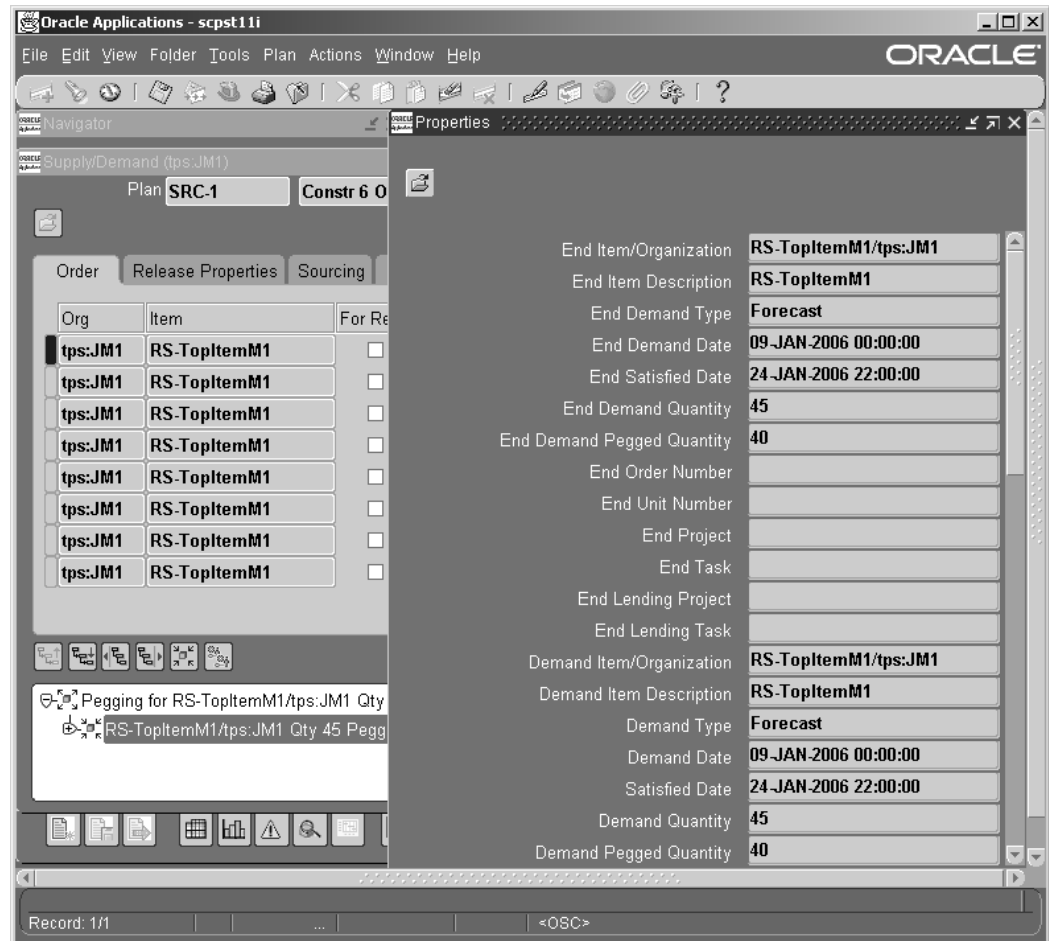 Oracle Applications - scpst11i
File Edit View Folder Tools Plan Actions Window Help
ORACLE
Navigator
Properties
Supply/Demand (tps:JM1)
Plan SRC-1 Constr 6 O
Order Release Properties Sourcing
Org Item For Re
tps:JM1 RS-TopItemM1
tps:JM1 RS-TopItemM1
tps:JM1 RS-TopItemM1
tps:JM1 RS-TopItemM1
tps:JM1 RS-TopItemM1
tps:JM1 RS-TopItemM1
tps:JM1 RS-TopItemM1
tps:JM1 RS-TopItemM1
Pegging for RS-TopItemM1/tps:JM1 Qty
RS-TopItemM1/tps:JM1 Qty 45 Pegg
End Item/Organization RS-TopItemM1/tps:JM1
End Item Description RS-TopItemM1
End Demand Type Forecast
End Demand Date 09-JAN-2006 00:00:00
End Satisfied Date 24-JAN-2006 22:00:00
End Demand Quantity 45
End Demand Pegged Quantity 40
End Order Number
End Unit Number
End Project
End Task
End Lending Project
End Lending Task
Demand Item/Organization RS-TopItemM1/tps:JM1
Demand Item Description RS-TopItemM1
Demand Type Forecast
Demand Date 09-JAN-2006 00:00:00
Satisfied Date 24-JAN-2006 22:00:00
Demand Quantity 45
Demand Pegged Quantity 40
Record: 1/1 ... <OSC>